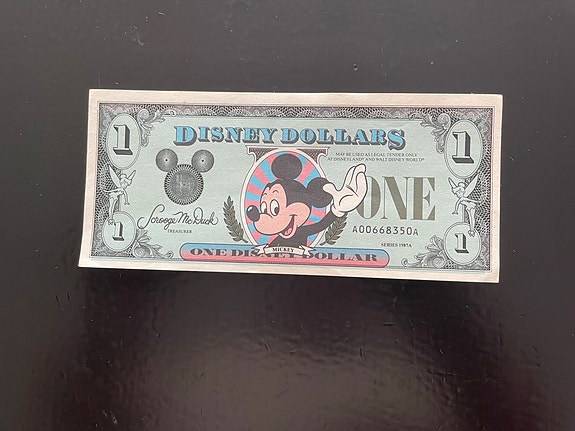 1
DISNEY DOLLARS
1
MAY BE USED AS LEGAL TENDER ONLY
AT DISNEYLAND® AND WALT DISNEY WORLD®
ONE
Scrooge McDuck
TREASURER
A00668350A
1
MICKEY
SERIES 1987A
1
ONE DISNEY DOLLAR